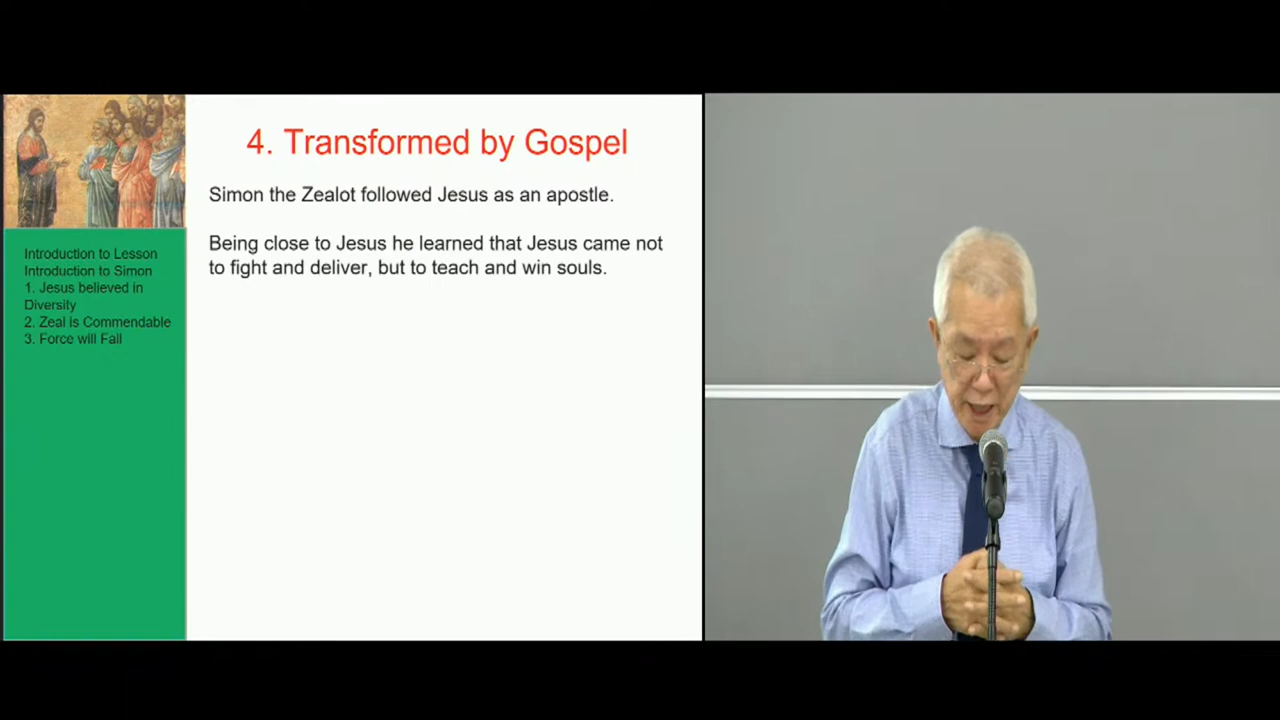 4. Transformed by Gospel
Simon the Zealot followed Jesus as an apostle.
Being close to Jesus he learned that Jesus came not
to fight and deliver, but to teach and win souls.
Introduction to Lesson
Introduction to Simon
1. Jesus believed in
Diversity
2. Zeal is Commendable
3. Force will Fail